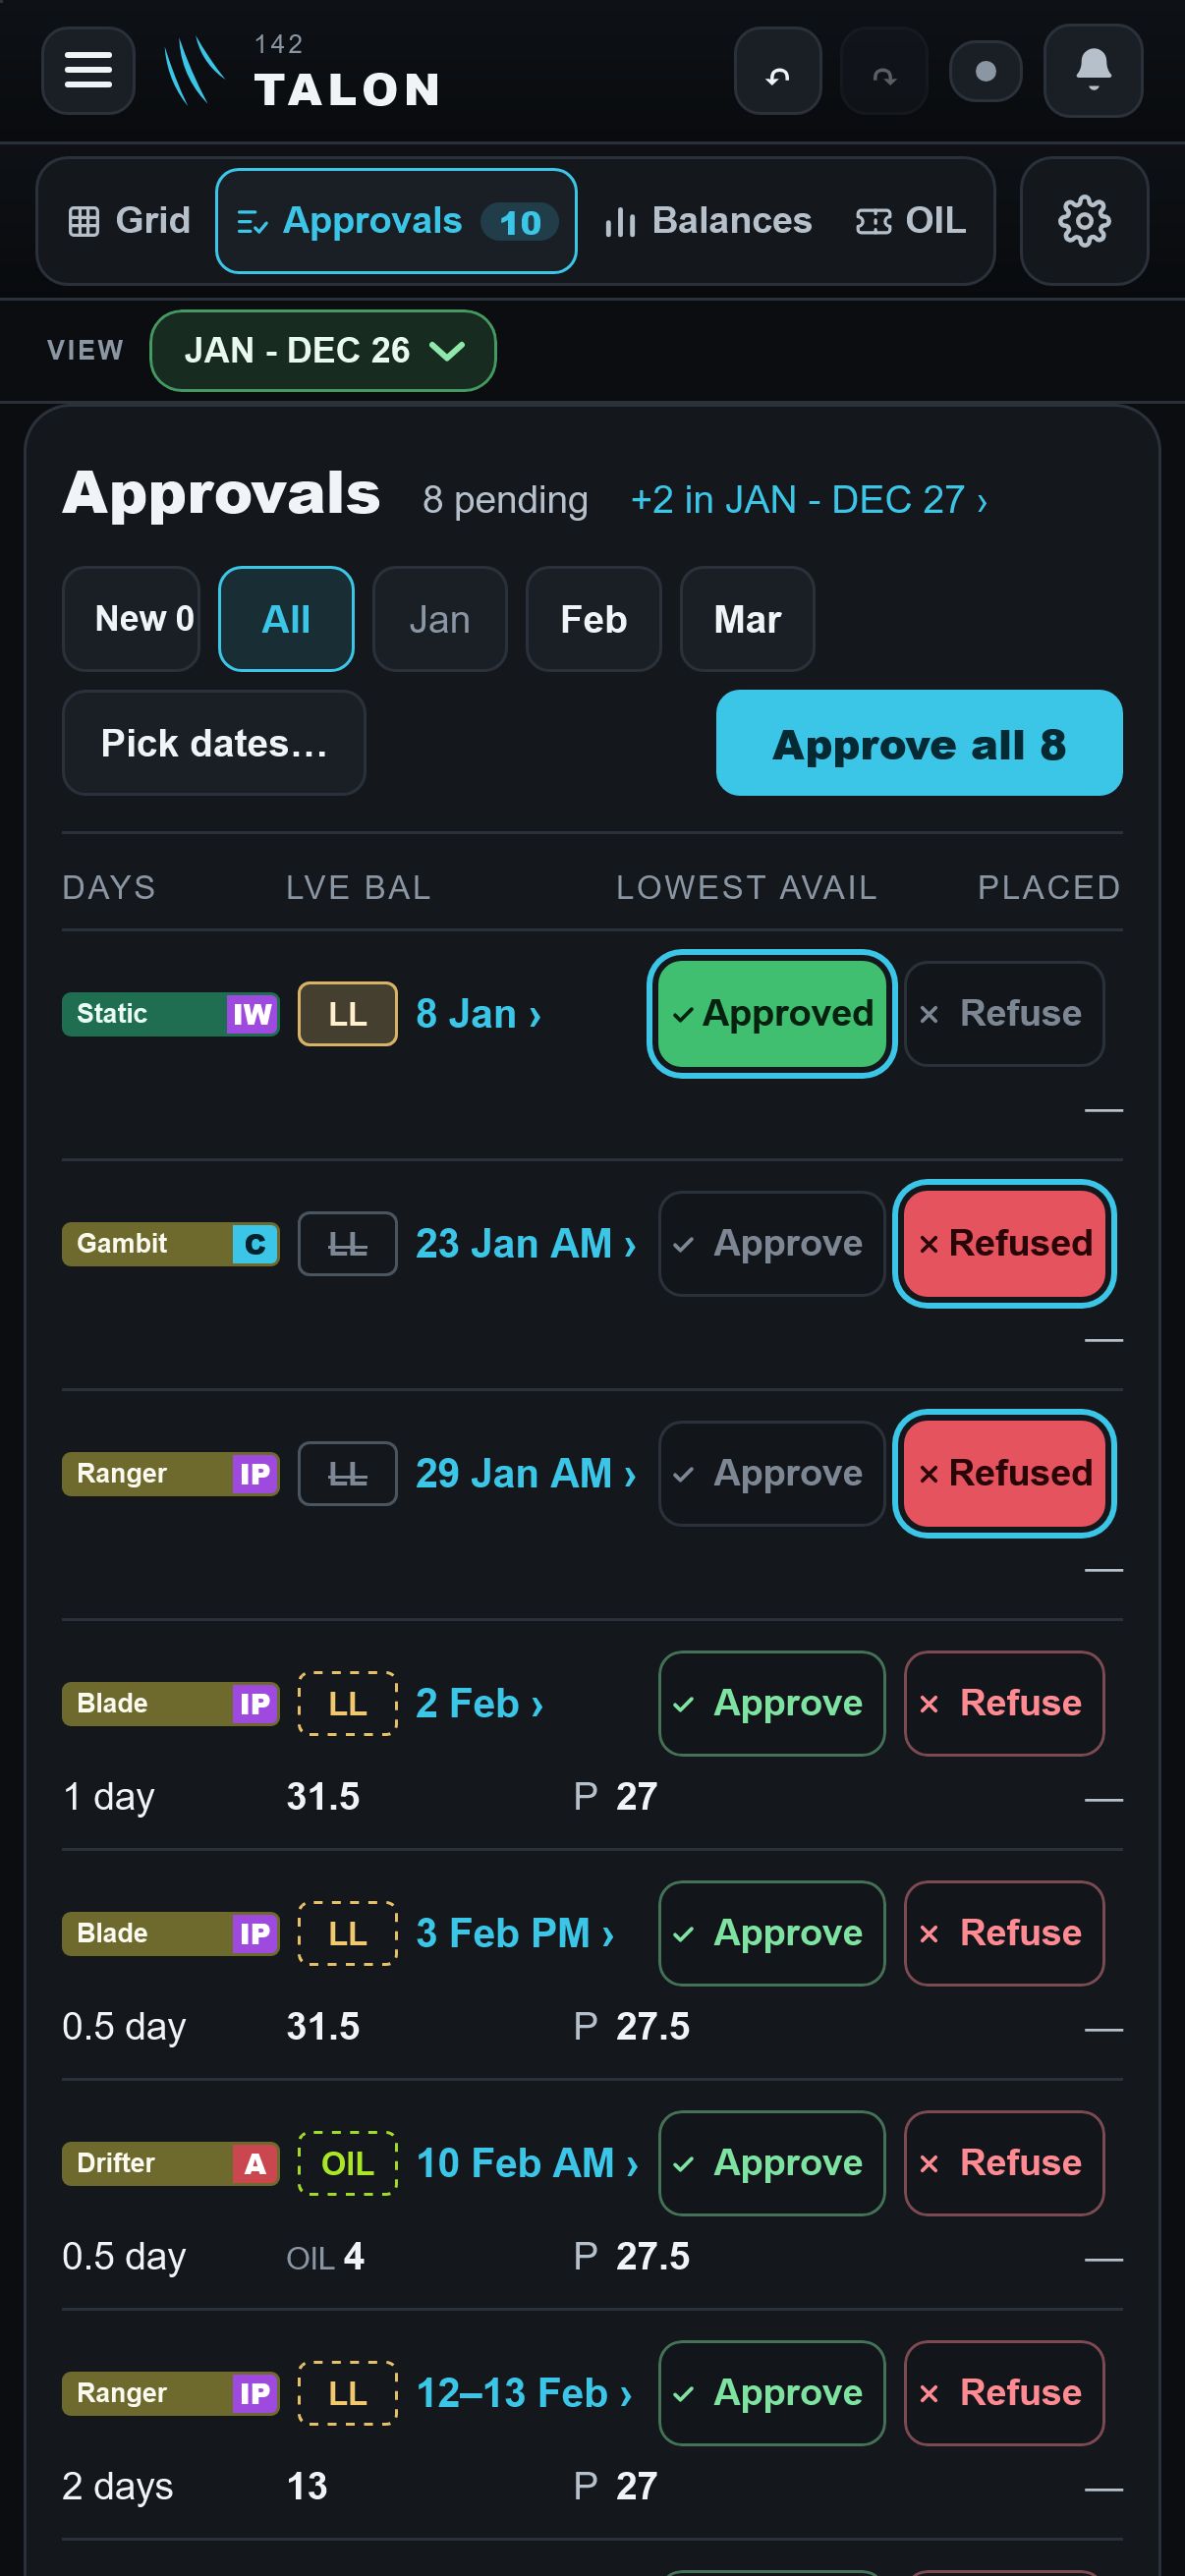 142
TALON
Grid Approvals 10 Balances OIL
VIEW JAN - DEC 26
Approvals 8 pending +2 in JAN - DEC 27 ›
New 0 All Jan Feb Mar
Pick dates... Approve all 8
DAYS LVE BAL LOWEST AVAIL PLACED
Static IW LL 8 Jan › Approved Refuse
—
Gambit C LL 23 Jan AM › Approve Refused
—
Ranger IP LL 29 Jan AM › Approve Refused
—
Blade IP LL 2 Feb › Approve Refuse
1 day 31.5 P 27 —
Blade IP LL 3 Feb PM › Approve Refuse
0.5 day 31.5 P 27.5 —
Drifter A OIL 10 Feb AM › Approve Refuse
0.5 day OIL 4 P 27.5 —
Ranger IP LL 12–13 Feb › Approve Refuse
2 days 13 P 27 —